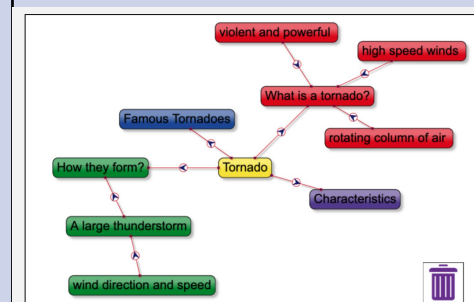 violent and powerful
high speed winds
What is a tornado?
Famous Tornadoes
rotating column of air
How they form?
Tornado
Characteristics
A large thunderstorm
wind direction and speed